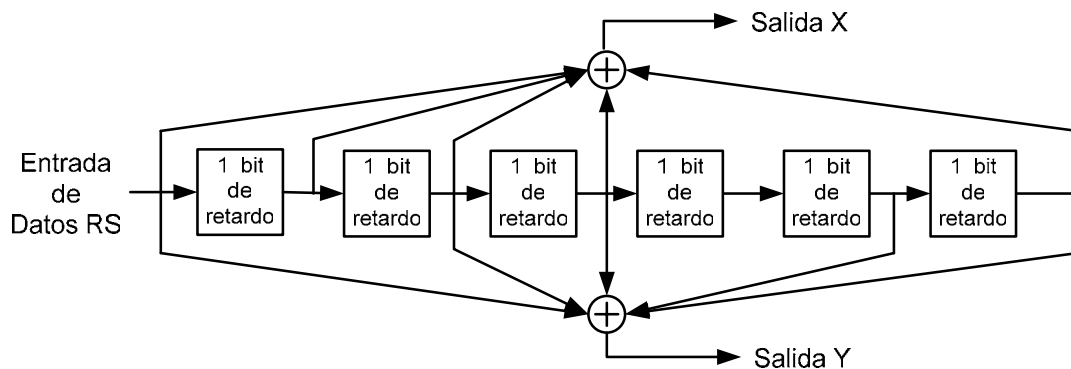 Salida X
Entrada
de
Datos RS
1 bit
de
retardo
1 bit
de
retardo
1 bit
de
retardo
1 bit
de
retardo
1 bit
de
retardo
1 bit
de
retardo
Salida Y